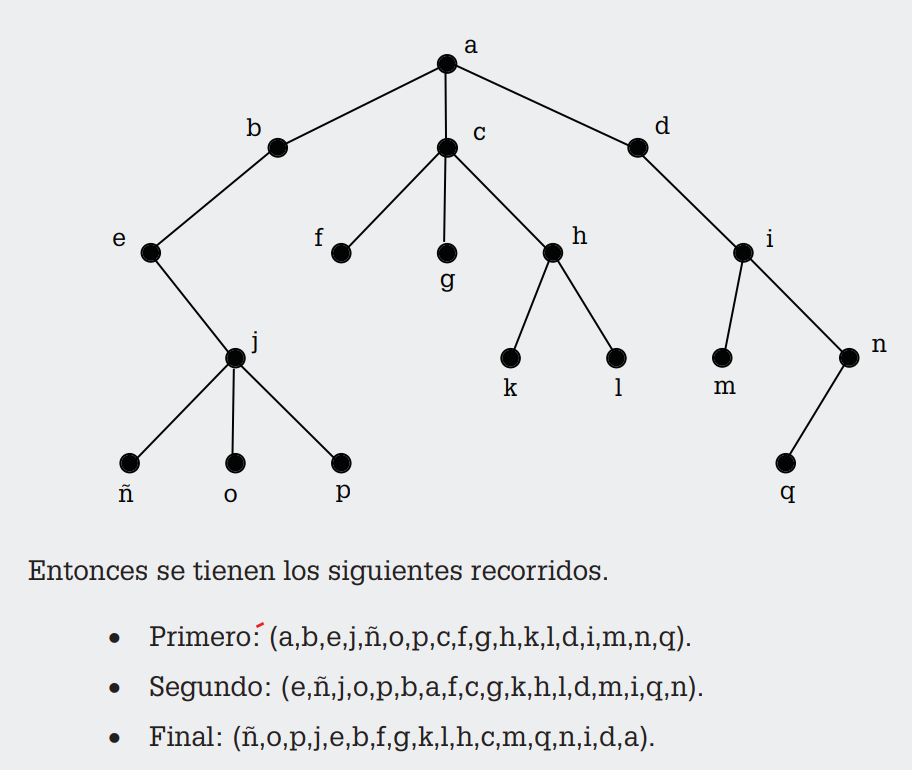 a
b
c
d
e
f
g
h
i
j
k
l
m
n
ñ
o
p
q
Entonces se tienen los siguientes recorridos.
• Primero: (a,b,e,j,ñ,o,p,c,f,g,h,k,l,d,i,m,n,q).
• Segundo: (e,ñ,j,o,p,b,a,f,c,g,k,h,l,d,m,i,q,n).
• Final: (ñ,o,p,j,e,b,f,g,k,l,h,c,m,q,n,i,d,a).